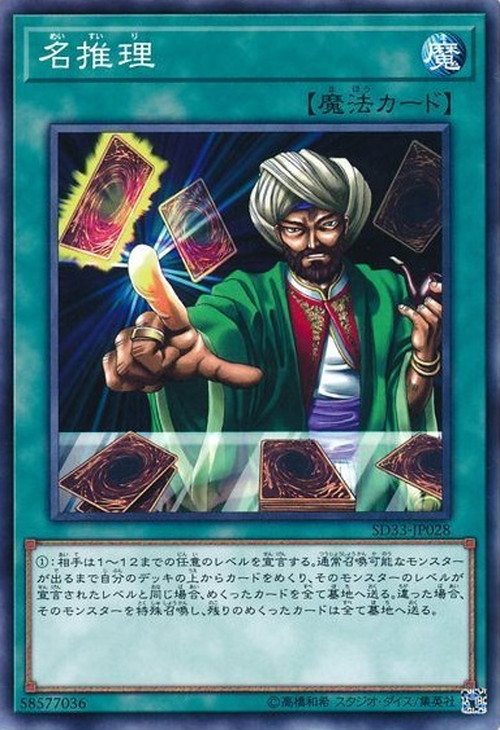 名推理
魔
【魔法カード】
SD33-JP028
①:相手は1~12までの任意のレベルを宣言する。通常召喚可能なモンスター
が出るまで自分のデッキの上からカードをめくり、そのモンスターのレベルが
宣言されたレベルと同じ場合、めくったカードを全て墓地へ送る。違った場合、
そのモンスターを特殊召喚し、残りのめくったカードは全て墓地へ送る。
58577036
©高橋和希 スタジオ・ダイス/集英社